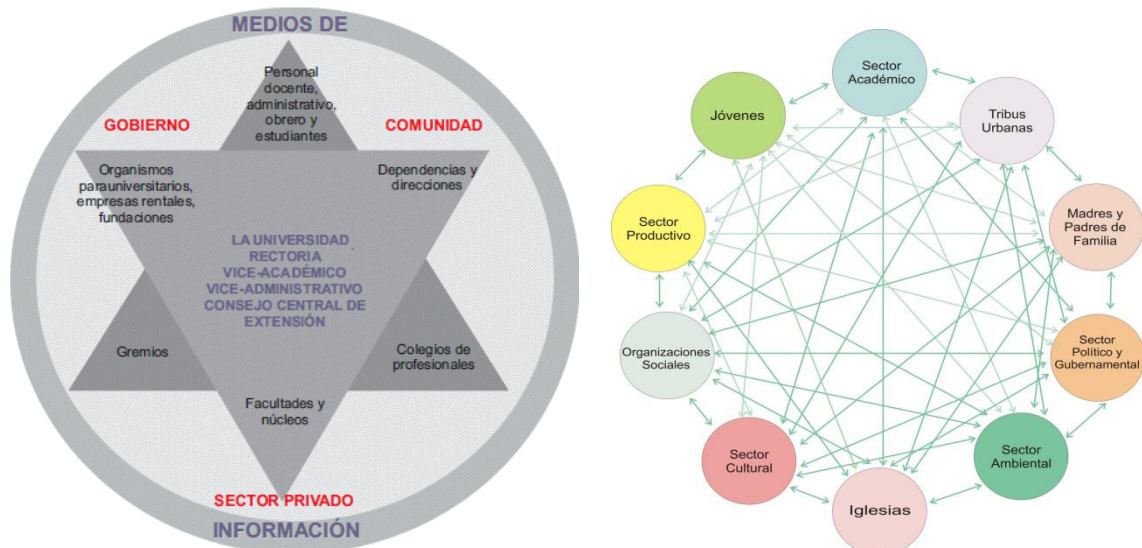 MEDIOS DE
Personal
docente,
administrativo,
obrero y
estudiantes
GOBIERNO
COMUNIDAD
Organismos
parauniversitarios,
empresas rentales,
fundaciones
Dependencias y
direcciones
LA UNIVERSIDAD
RECTORIA
VICE-ACADÉMICO
VICE-ADMINISTRATIVO
CONSEJO CENTRAL DE
EXTENSIÓN
Gremios
Colegios de
profesionales
Facultades y
núcleos
SECTOR PRIVADO
INFORMACIÓN
Sector
Académico
Tribus
Urbanas
Jóvenes
Madres y
Padres de
Familia
Sector
Productivo
Sector
Político y
Gubernamental
Organizaciones
Sociales
Sector
Ambiental
Sector
Cultural
Iglesias